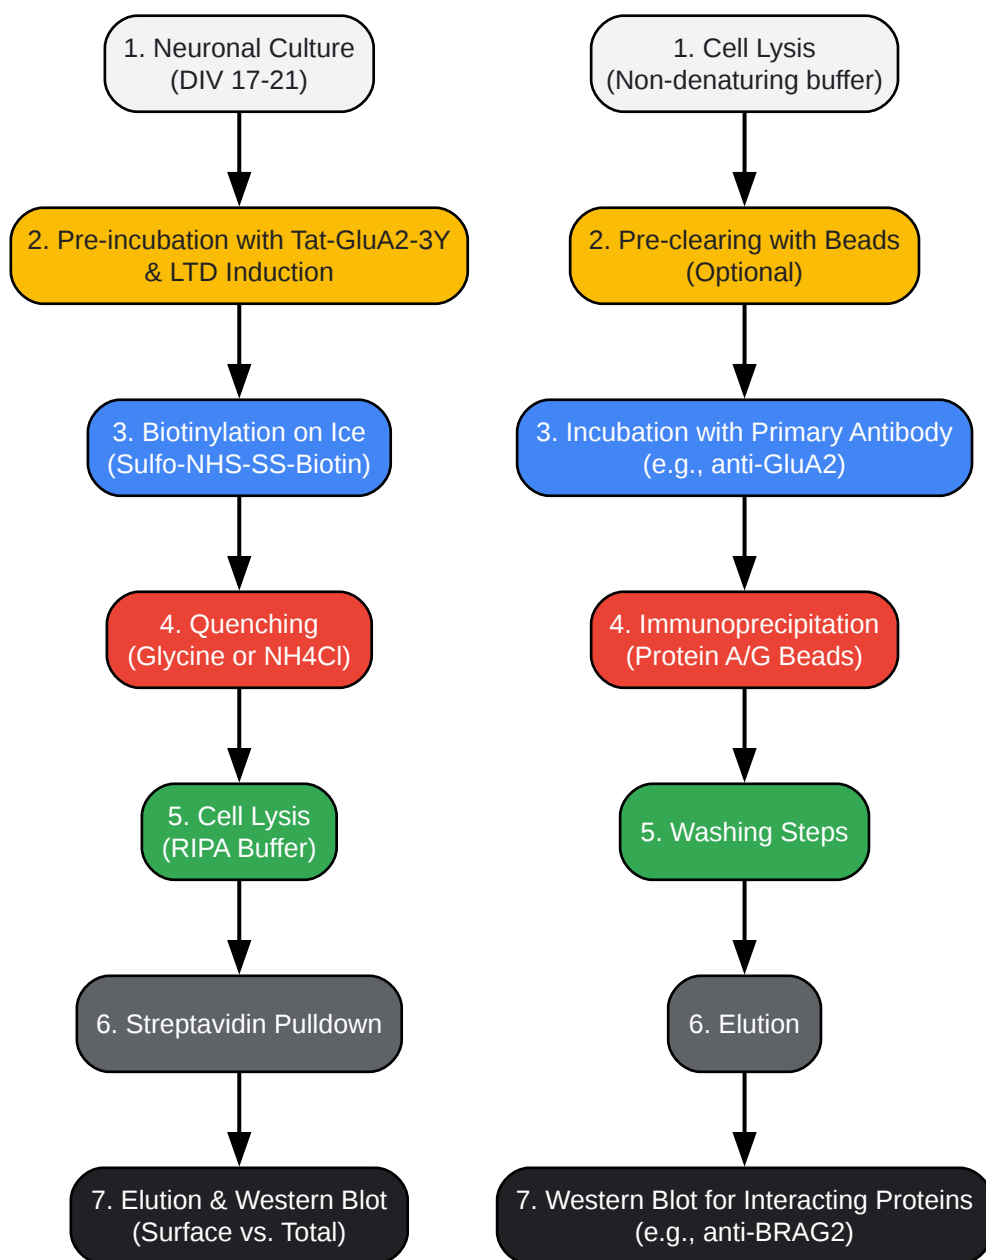 1. Neuronal Culture
(DIV 17-21)
2. Pre-incubation with Tat-GluA2-3Y
& LTD Induction
3. Biotinylation on Ice
(Sulfo-NHS-SS-Biotin)
4. Quenching
(Glycine or NH4Cl)
5. Cell Lysis
(RIPA Buffer)
6. Streptavidin Pulldown
7. Elution & Western Blot
(Surface vs. Total)
1. Cell Lysis
(Non-denaturing buffer)
2. Pre-clearing with Beads
(Optional)
3. Incubation with Primary Antibody
(e.g., anti-GluA2)
4. Immunoprecipitation
(Protein A/G Beads)
5. Washing Steps
6. Elution
7. Western Blot for Interacting Proteins
(e.g., anti-BRAG2)